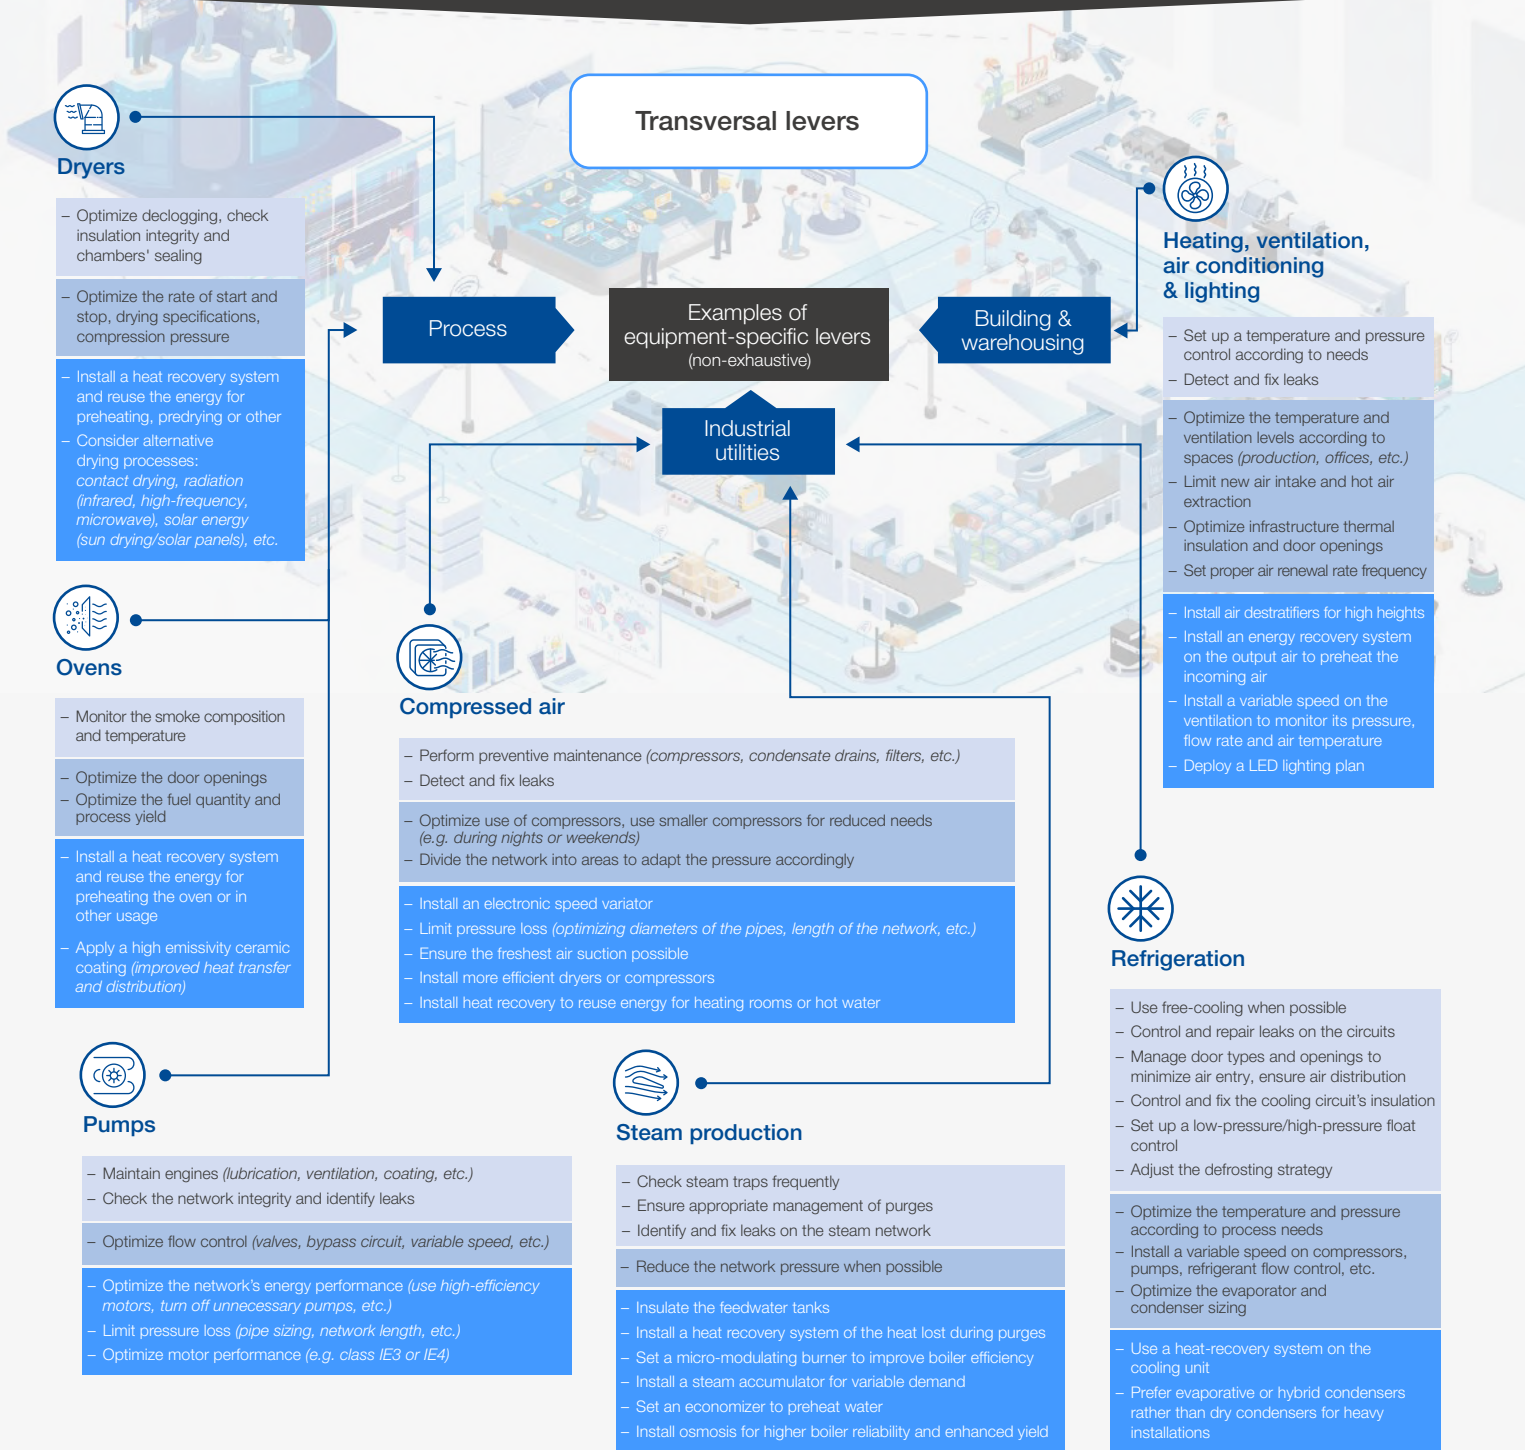 Transversal levers
Dryers
– Optimize declogging, check
insulation integrity and
chambers' sealing
– Optimize the rate of start and
stop, drying specifications,
compression pressure
– Install a heat recovery system
and reuse the energy for
preheating, predrying or other
– Consider alternative
drying processes:
contact drying, radiation
(infrared, high-frequency,
microwave), solar energy
(sun drying/solar panels), etc.
Process
Examples of
equipment-specific levers
(non-exhaustive)
Building &
warehousing
Industrial
utilities
Heating, ventilation,
air conditioning
& lighting
– Set up a temperature and pressure
control according to needs
– Detect and fix leaks
– Optimize the temperature and
ventilation levels according to
spaces (production, offices, etc.)
– Limit new air intake and hot air
extraction
– Optimize infrastructure thermal
insulation and door openings
– Set proper air renewal rate frequency
– Install air destratifiers for high heights
– Install an energy recovery system
on the output air to preheat the
incoming air
– Install a variable speed on the
ventilation to monitor its pressure,
flow rate and air temperature
– Deploy a LED lighting plan
Ovens
– Monitor the smoke composition
and temperature
– Optimize the door openings
– Optimize the fuel quantity and
process yield
– Install a heat recovery system
and reuse the energy for
preheating the oven or in
other usage
– Apply a high emissivity ceramic
coating (improved heat transfer
and distribution)
Compressed air
– Perform preventive maintenance (compressors, condensate drains, filters, etc.)
– Detect and fix leaks
– Optimize use of compressors, use smaller compressors for reduced needs
(e.g. during nights or weekends)
– Divide the network into areas to adapt the pressure accordingly
– Install an electronic speed variator
– Limit pressure loss (optimizing diameters of the pipes, length of the network, etc.)
– Ensure the freshest air suction possible
– Install more efficient dryers or compressors
– Install heat recovery to reuse energy for heating rooms or hot water
Refrigeration
– Use free-cooling when possible
– Control and repair leaks on the circuits
– Manage door types and openings to
minimize air entry, ensure air distribution
– Control and fix the cooling circuit's insulation
– Set up a low-pressure/high-pressure float
control
– Adjust the defrosting strategy
– Optimize the temperature and pressure
according to process needs
– Install a variable speed on compressors,
pumps, refrigerant flow control, etc.
– Optimize the evaporator and
condenser sizing
– Use a heat-recovery system on the
cooling unit
– Prefer evaporative or hybrid condensers
rather than dry condensers for heavy
installations
Pumps
– Maintain engines (lubrication, ventilation, coating, etc.)
– Check the network integrity and identify leaks
– Optimize flow control (valves, bypass circuit, variable speed, etc.)
– Optimize the network's energy performance (use high-efficiency
motors, turn off unnecessary pumps, etc.)
– Limit pressure loss (pipe sizing, network length, etc.)
– Optimize motor performance (e.g. class IE3 or IE4)
Steam production
– Check steam traps frequently
– Ensure appropriate management of purges
– Identify and fix leaks on the steam network
– Reduce the network pressure when possible
– Insulate the feedwater tanks
– Install a heat recovery system of the heat lost during purges
– Set a micro-modulating burner to improve boiler efficiency
– Install a steam accumulator for variable demand
– Set an economizer to preheat water
– Install osmosis for higher boiler reliability and enhanced yield